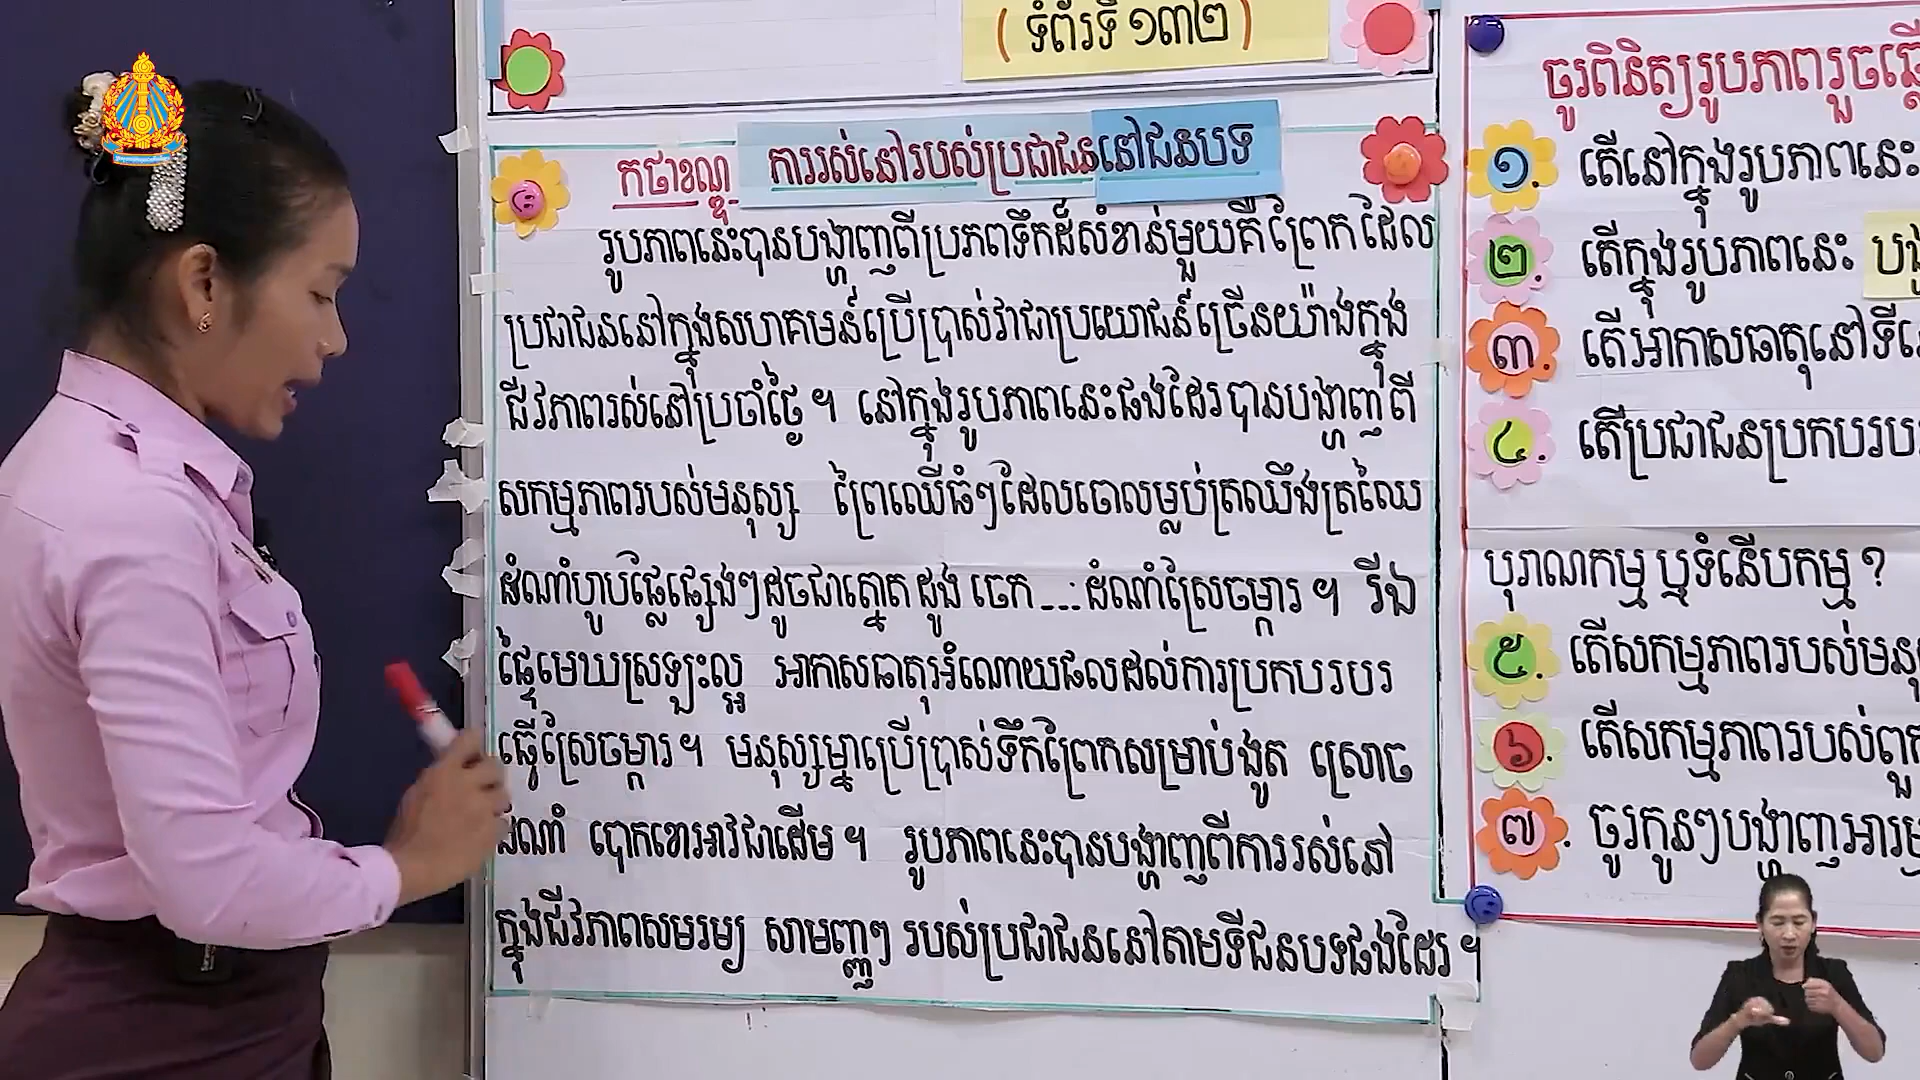 ( ទំព័រទី ១៣២ )
កថាខណ្ឌ ការរស់នៅរបស់ប្រជាជននៅជនបទ
រូបភាពនេះបានបង្ហាញពីប្រភពទឹកដ៏សំខាន់មួយគឺព្រែកដែល
ប្រជាជននៅក្នុងសហគមន៍ប្រើប្រាស់វាជាប្រយោជន៍ច្រើនយ៉ាងក្នុង
ជីវភាពរស់នៅប្រចាំថ្ងៃ។ នៅក្នុងរូបភាពនេះផងដែរបានបង្ហាញពី
សកម្មភាពរបស់មនុស្ស ព្រៃឈើធំៗដែលចោលម្លប់ត្រឈឹងត្រឈៃ
ដំណាំហូបផ្លែផ្សេងៗដូចជាត្នោត ដូង ចេក ... ដំណាំស្រែចម្ការ។ រីឯ
ផ្ទៃមេឃស្រឡះល្អ អាកាសធាតុអំណោយផលដល់ការប្រកបរបរ
ធ្វើស្រែចម្ការ។ មនុស្សម្នាប្រើប្រាស់ទឹកព្រែកសម្រាប់ងូត ស្រោច
ដំណាំ បោកខោអាវជាដើម។ រូបភាពនេះបានបង្ហាញពីការរស់នៅ
ក្នុងជីវភាពសមរម្យ សាមញ្ញៗ របស់ប្រជាជននៅតាមទីជនបទផងដែរ។
ចូរពិនិត្យរូបភាពរួចឆ្លើ
១. តើនៅក្នុងរូបភាពនេះ
២. តើក្នុងរូបភាពនេះ បង្
៣. តើអាកាសធាតុនៅទីនេ
៤. តើប្រជាជនប្រកបរប
បុរាណកម្ម ឬទំនើបកម្ម ?
៥. តើសកម្មភាពរបស់មនុ
៦. តើសកម្មភាពរបស់ពួក
៧. ចូរកូនៗបង្ហាញអារម្